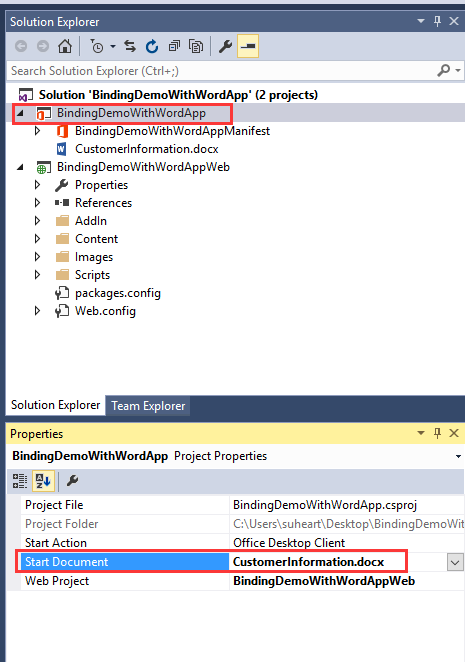 Solution Explorer
Search Solution Explorer (Ctrl+;)
Solution 'BindingDemoWithWordApp' (2 projects)
BindingDemoWithWordApp
BindingDemoWithWordAppManifest
CustomerInformation.docx
BindingDemoWithWordAppWeb
Properties
References
AddIn
Content
Images
Scripts
packages.config
Web.config
Solution Explorer Team Explorer
Properties
BindingDemoWithWordApp Project Properties
Project File BindingDemoWithWordApp.csproj
Project Folder C:\Users\suheart\Desktop\BindingDemoWit
Start Action Office Desktop Client
Start Document CustomerInformation.docx
Web Project BindingDemoWithWordAppWeb